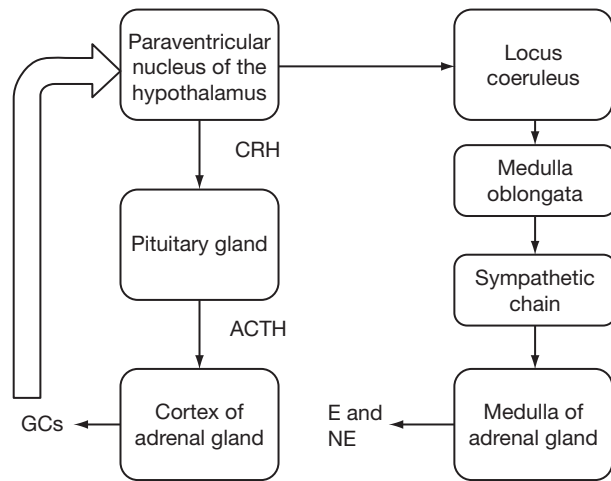 Paraventricular
nucleus of the
hypothalamus
Locus
coeruleus
CRH
Medulla
oblongata
Pituitary gland
Sympathetic
chain
ACTH
GCs
Cortex of
adrenal gland
E and
NE
Medulla of
adrenal gland